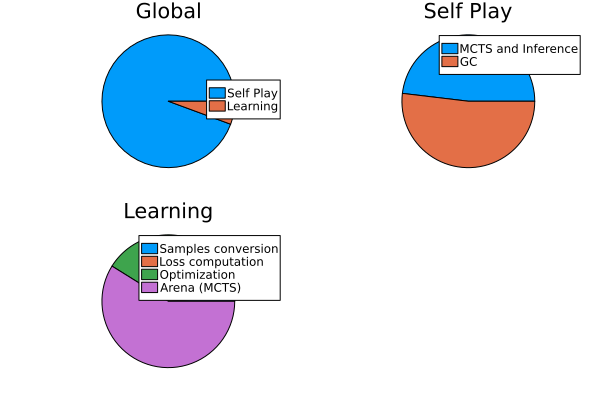 Global
Self Play
Learning
Self Play
MCTS and Inference
GC
Learning
Samples conversion
Loss computation
Optimization
Arena (MCTS)